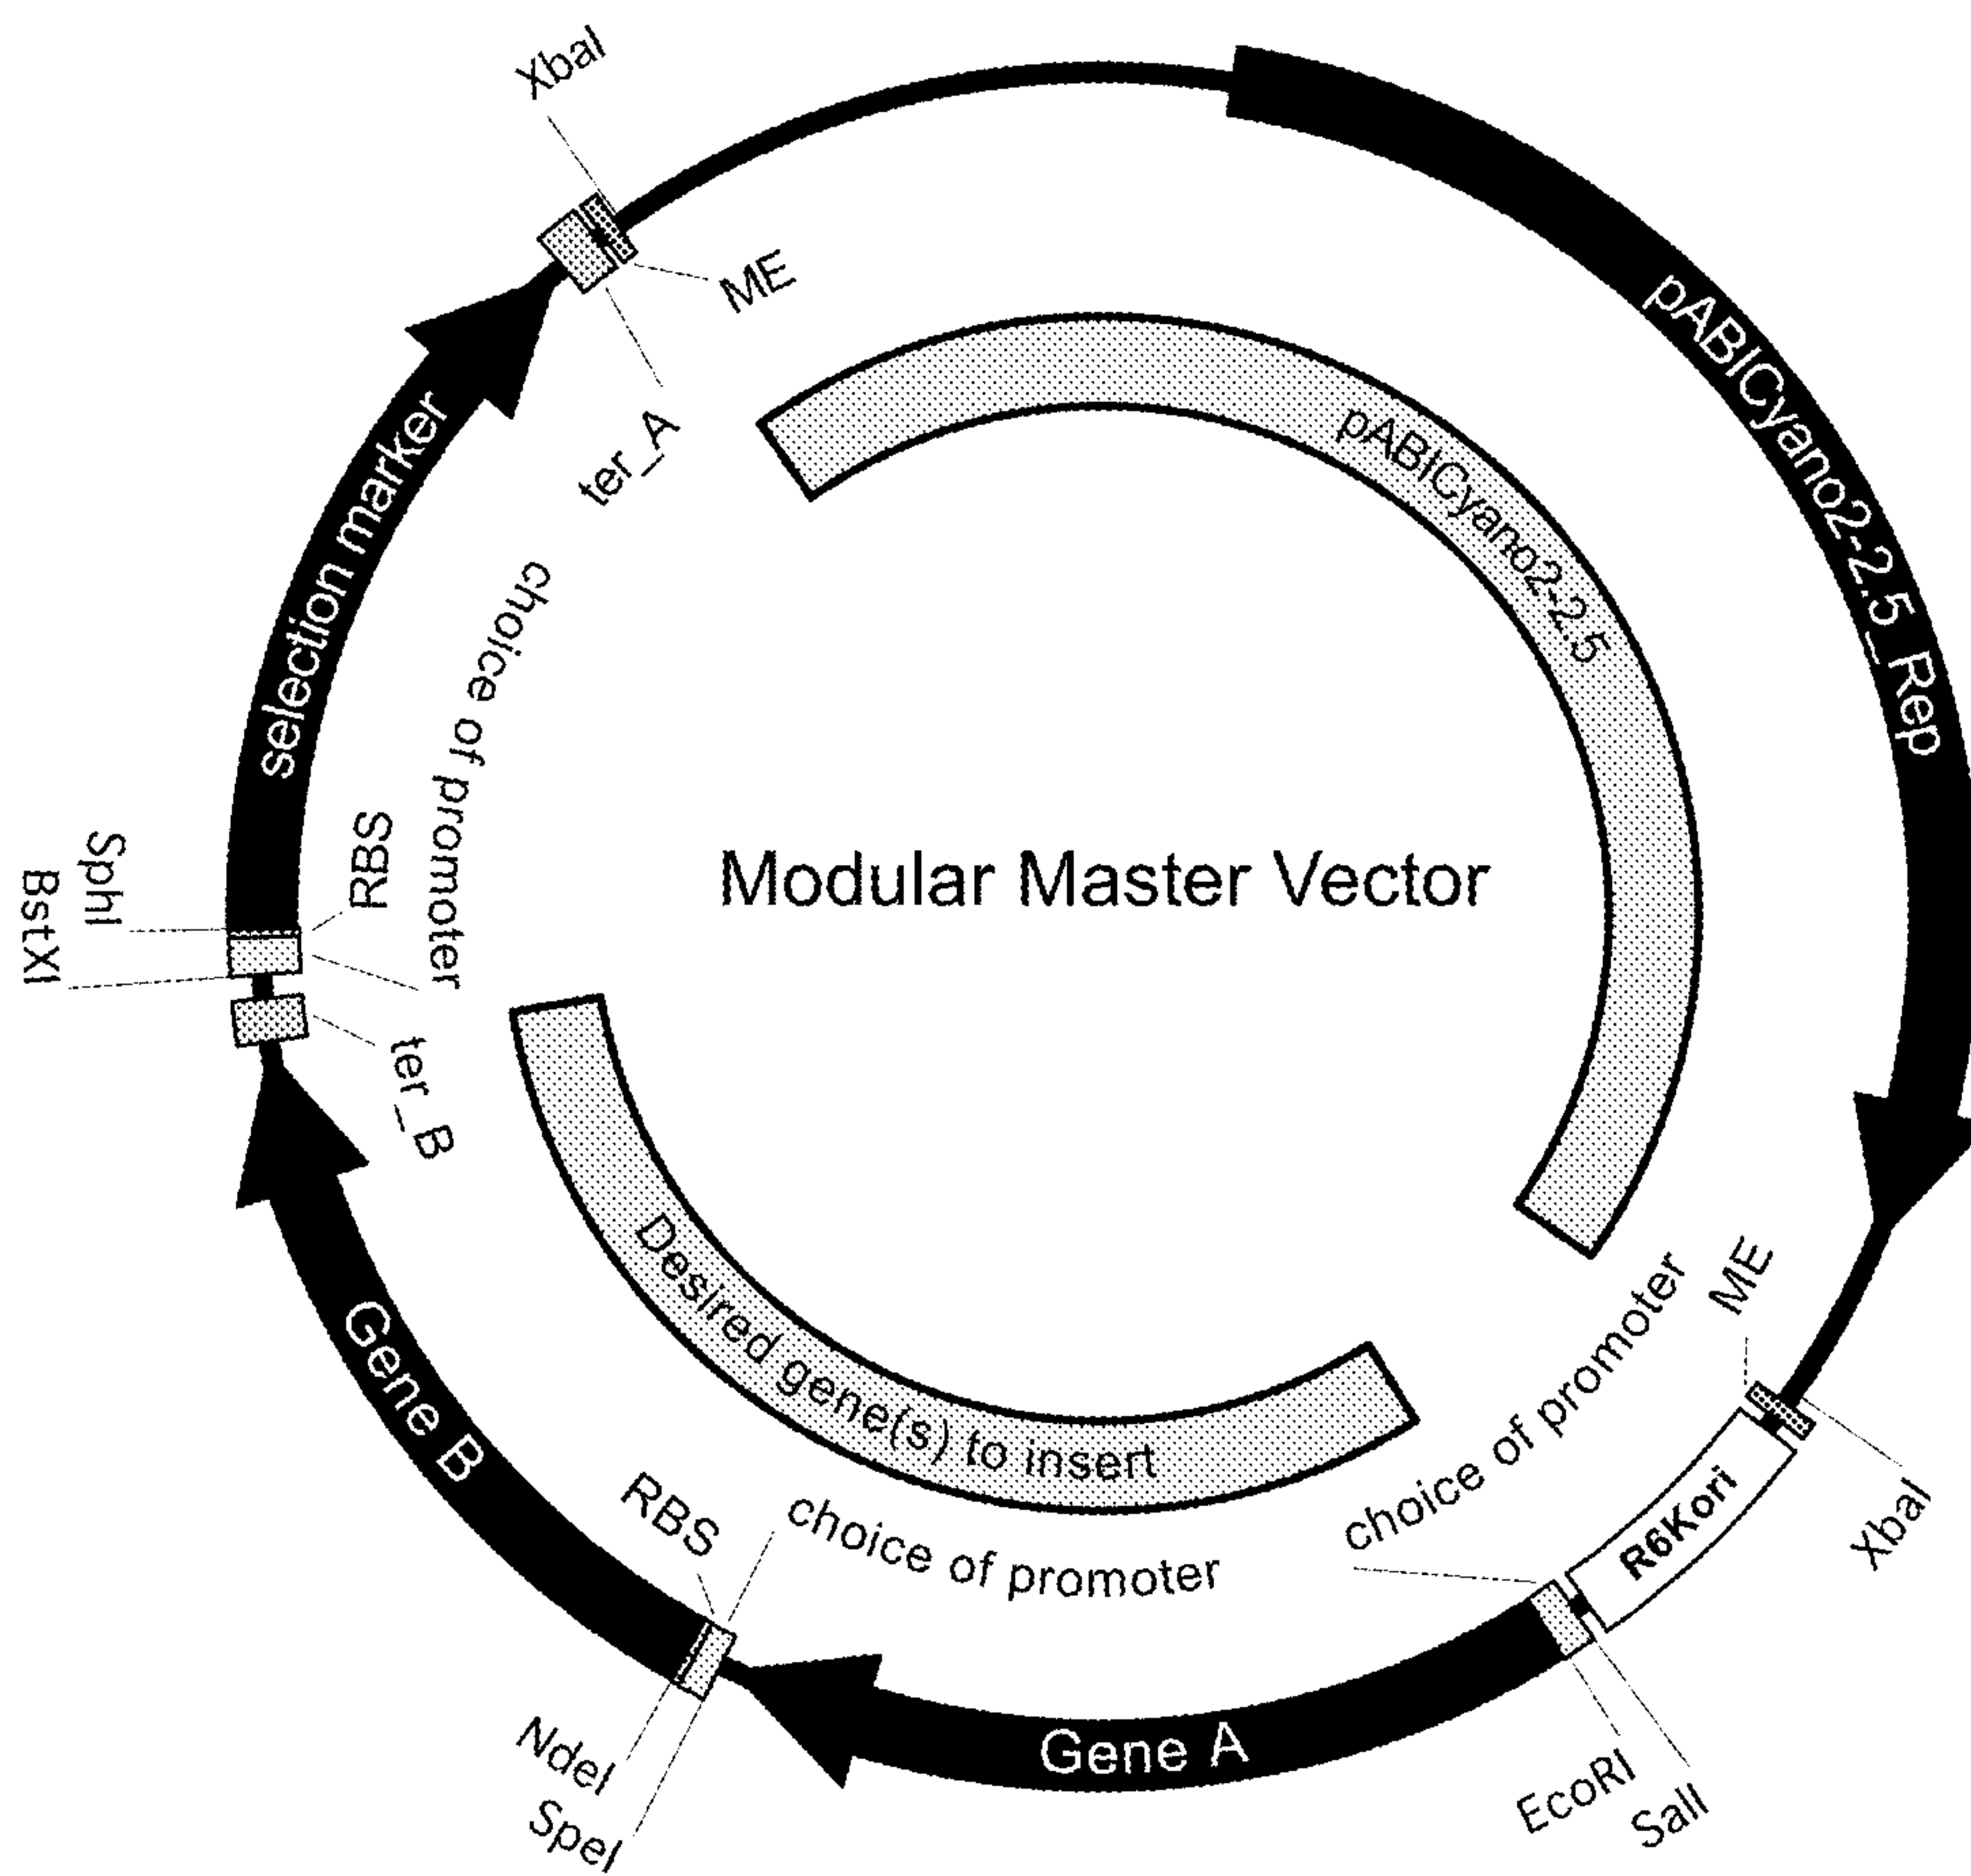 XbaI
ME
ter_A
pABICyano2-2.5_Rep
pABICyano2-2.5
selection marker
choice of promoter
RBS
SphI
BstXI
Modular Master Vector
ter_B
ME
XbaI
choice of promoter
R6Kori
Desired gene(s) to insert
Gene B
RBS
choice of promoter
Gene A
NdeI
SpeI
EcoRI
SalI